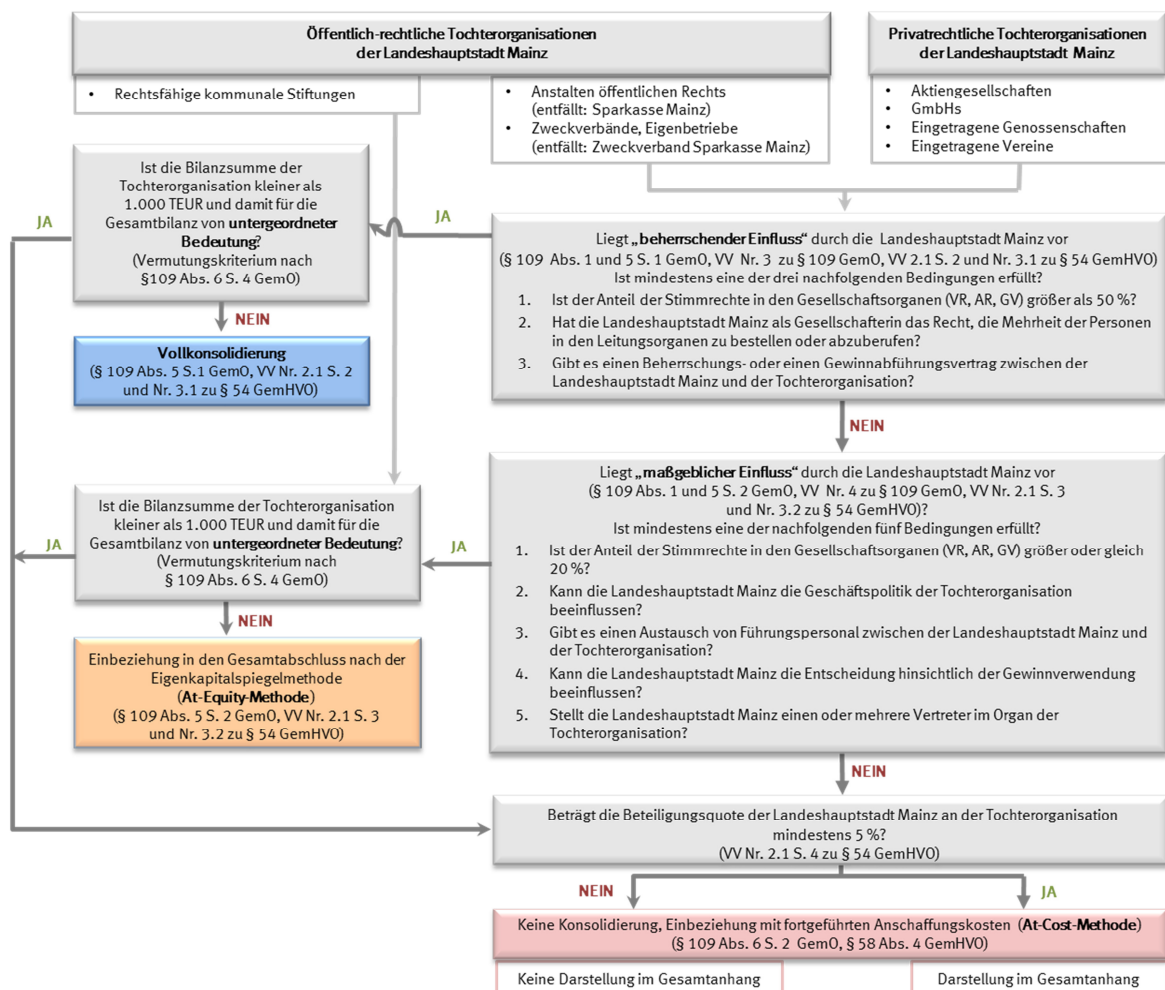 Öffentlich-rechtliche Tochterorganisationen
der Landeshauptstadt Mainz
Privatrechtliche Tochterorganisationen
der Landeshauptstadt Mainz
• Rechtsfähige kommunale Stiftungen
• Anstalten öffentlichen Rechts
(entfällt: Sparkasse Mainz)
• Zweckverbände, Eigenbetriebe
(entfällt: Zweckverband Sparkasse Mainz)
• Aktiengesellschaften
• GmbHs
• Eingetragene Genossenschaften
• Eingetragene Vereine
Ist die Bilanzsumme der
Tochterorganisation kleiner als
1.000 TEUR und damit für die
Gesamtbilanz von untergeordneter
Bedeutung?
(Vermutungskriterium nach
§109 Abs. 6 S. 4 GemO)
JA
JA
NEIN
Vollkonsolidierung
(§ 109 Abs. 5 S.1 GemO, VV Nr. 2.1 S. 2
und Nr. 3.1 zu § 54 GemHVO)
Liegt „beherrschender Einfluss" durch die Landeshauptstadt Mainz vor
(§ 109 Abs. 1 und 5 S. 1 GemO, VV Nr. 3 zu § 109 GemO, VV 2.1 S. 2 und Nr. 3.1 zu § 54 GemHVO)
Ist mindestens eine der drei nachfolgenden Bedingungen erfüllt?
1. Ist der Anteil der Stimmrechte in den Gesellschaftsorganen (VR, AR, GV) größer als 50 %?
2. Hat die Landeshauptstadt Mainz als Gesellschafterin das Recht, die Mehrheit der Personen
in den Leitungsorganen zu bestellen oder abzuberufen?
3. Gibt es einen Beherrschungs- oder einen Gewinnabführungsvertrag zwischen der
Landeshauptstadt Mainz und der Tochterorganisation?
NEIN
Liegt „maßgeblicher Einfluss" durch die Landeshauptstadt Mainz vor
(§ 109 Abs. 1 und 5 S. 2 GemO, VV Nr. 4 zu § 109 GemO, VV Nr. 2.1 S. 3
und Nr. 3.2 zu § 54 GemHVO)?
Ist mindestens eine der nachfolgenden fünf Bedingungen erfüllt?
1. Ist der Anteil der Stimmrechte in den Gesellschaftsorganen (VR, AR, GV) größer oder gleich
20 %?
2. Kann die Landeshauptstadt Mainz die Geschäftspolitik der Tochterorganisation
beeinflussen?
3. Gibt es einen Austausch von Führungspersonal zwischen der Landeshauptstadt Mainz und
der Tochterorganisation?
4. Kann die Landeshauptstadt Mainz die Entscheidung hinsichtlich der Gewinnverwendung
beeinflussen?
5. Stellt die Landeshauptstadt Mainz einen oder mehrere Vertreter im Organ der
Tochterorganisation?
Ist die Bilanzsumme der Tochterorganisation
kleiner als 1.000 TEUR und damit für die
Gesamtbilanz von untergeordneter Bedeutung?
(Vermutungskriterium nach
§ 109 Abs. 6 S. 4 GemO)
JA
JA
NEIN
Einbeziehung in den Gesamtabschluss nach der
Eigenkapitalspiegelmethode
(At-Equity-Methode)
(§ 109 Abs. 5 S. 2 GemO, VV Nr. 2.1 S. 3
und Nr. 3.2 zu § 54 GemHVO)
NEIN
Beträgt die Beteiligungsquote der Landeshauptstadt Mainz an der Tochterorganisation
mindestens 5 %?
(VV Nr. 2.1 S. 4 zu § 54 GemHVO)
NEIN
JA
Keine Konsolidierung, Einbeziehung mit fortgeführten Anschaffungskosten (At-Cost-Methode)
(§ 109 Abs. 6 S. 2 GemO, § 58 Abs. 4 GemHVO)
Keine Darstellung im Gesamtanhang
Darstellung im Gesamtanhang